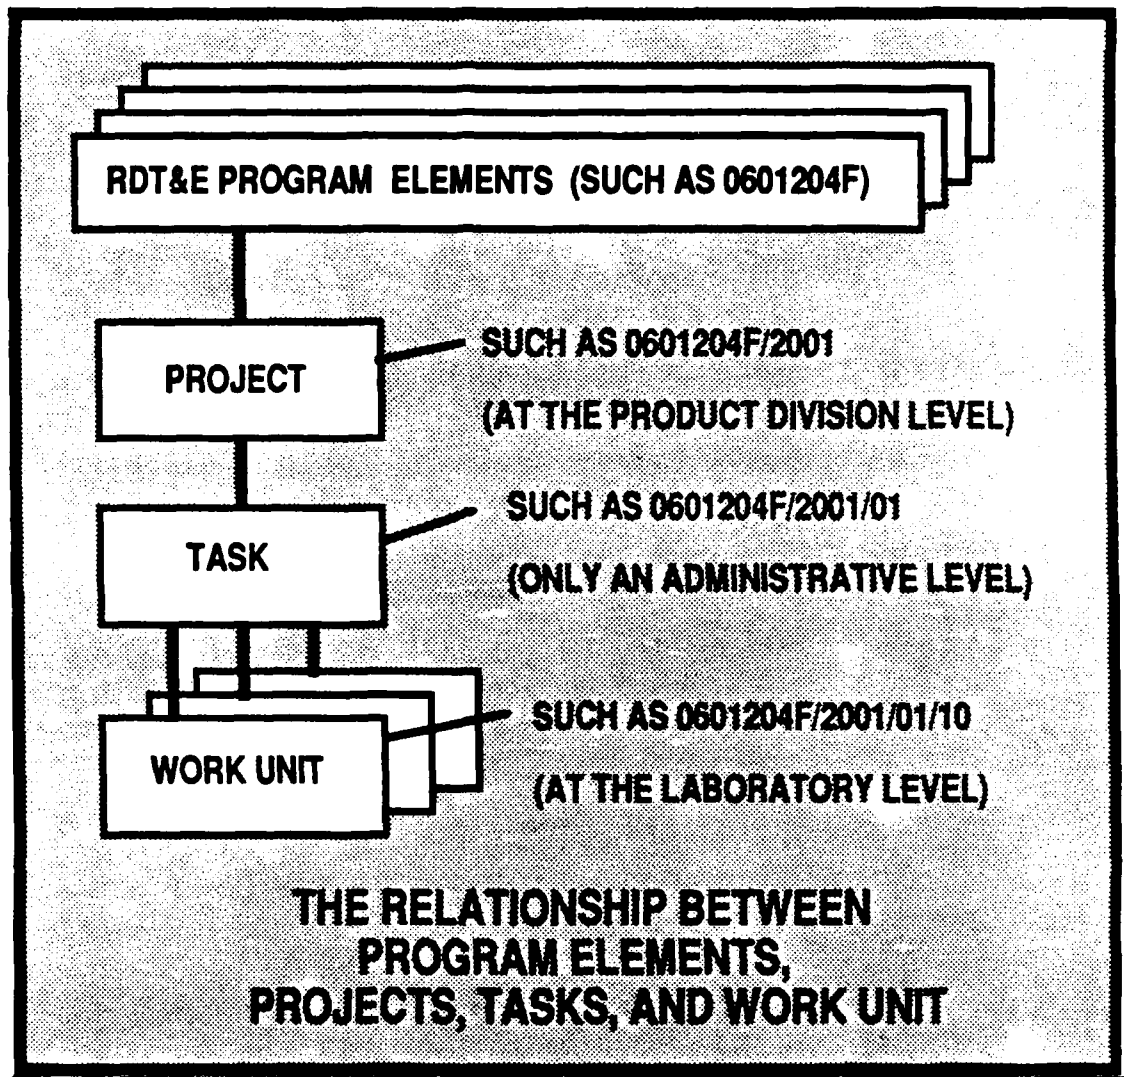 RDT&E PROGRAM ELEMENTS (SUCH AS 0601204F)
PROJECT
SUCH AS 0601204F/2001
(AT THE PRODUCT DIVISION LEVEL)
TASK
SUCH AS 0601204F/2001/01
(ONLY AN ADMINISTRATIVE LEVEL)
WORK UNIT
SUCH AS 0601204F/2001/01/10
(AT THE LABORATORY LEVEL)
THE RELATIONSHIP BETWEEN
PROGRAM ELEMENTS,
PROJECTS, TASKS, AND WORK UNIT